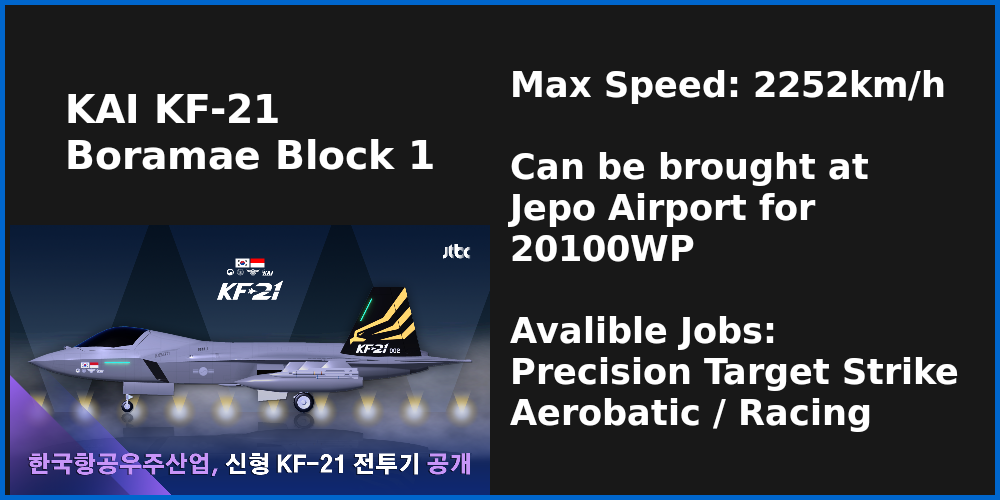 KAI KF-21
Boramae Block 1
Max Speed: 2252km/h
Can be brought at
Jepo Airport for
20100WP
Avalible Jobs:
Precision Target Strike
Aerobatic / Racing
jtbc
KAI
KF-21
KF-21 002
한국항공우주산업, 신형 KF-21 전투기 공개